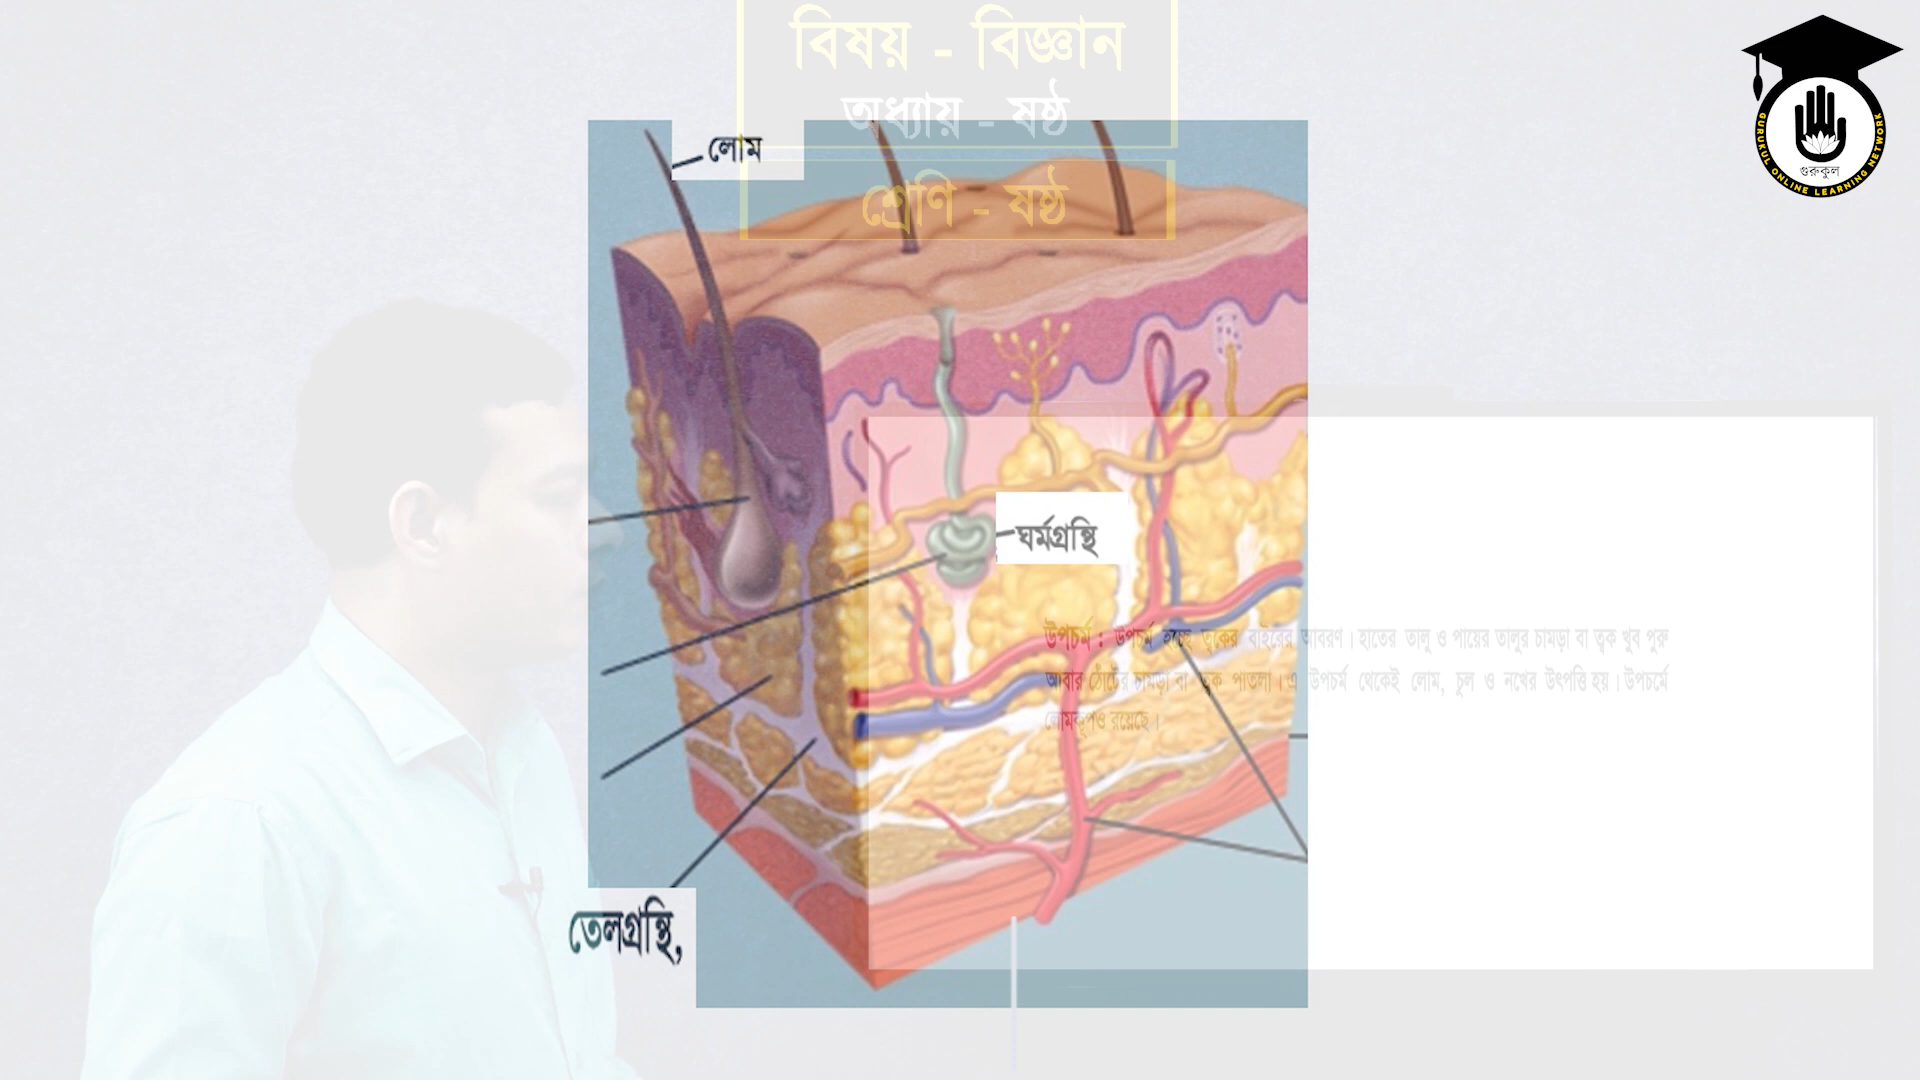 বিষয় - বিজ্ঞান
অধ্যায় - ষষ্ঠ
শ্রেণি - ষষ্ঠ
লোম
ঘর্মগ্রন্থি
উপচর্ম : উপচর্ম হচ্ছে ত্বকের বাইরের আবরণ। হাতের তালু ও পায়ের তালুর চামড়া বা ত্বক খুব পুরু
আবার ঠোঁটের চামড়া বা ত্বক পাতলা। এ উপচর্ম থেকেই লোম, চুল ও নখের উৎপত্তি হয়। উপচর্মে
লোমকূপও রয়েছে।
তেলগ্রন্থি,
GURUKUL ONLINE LEARNING NETWORK
গুরুকুল